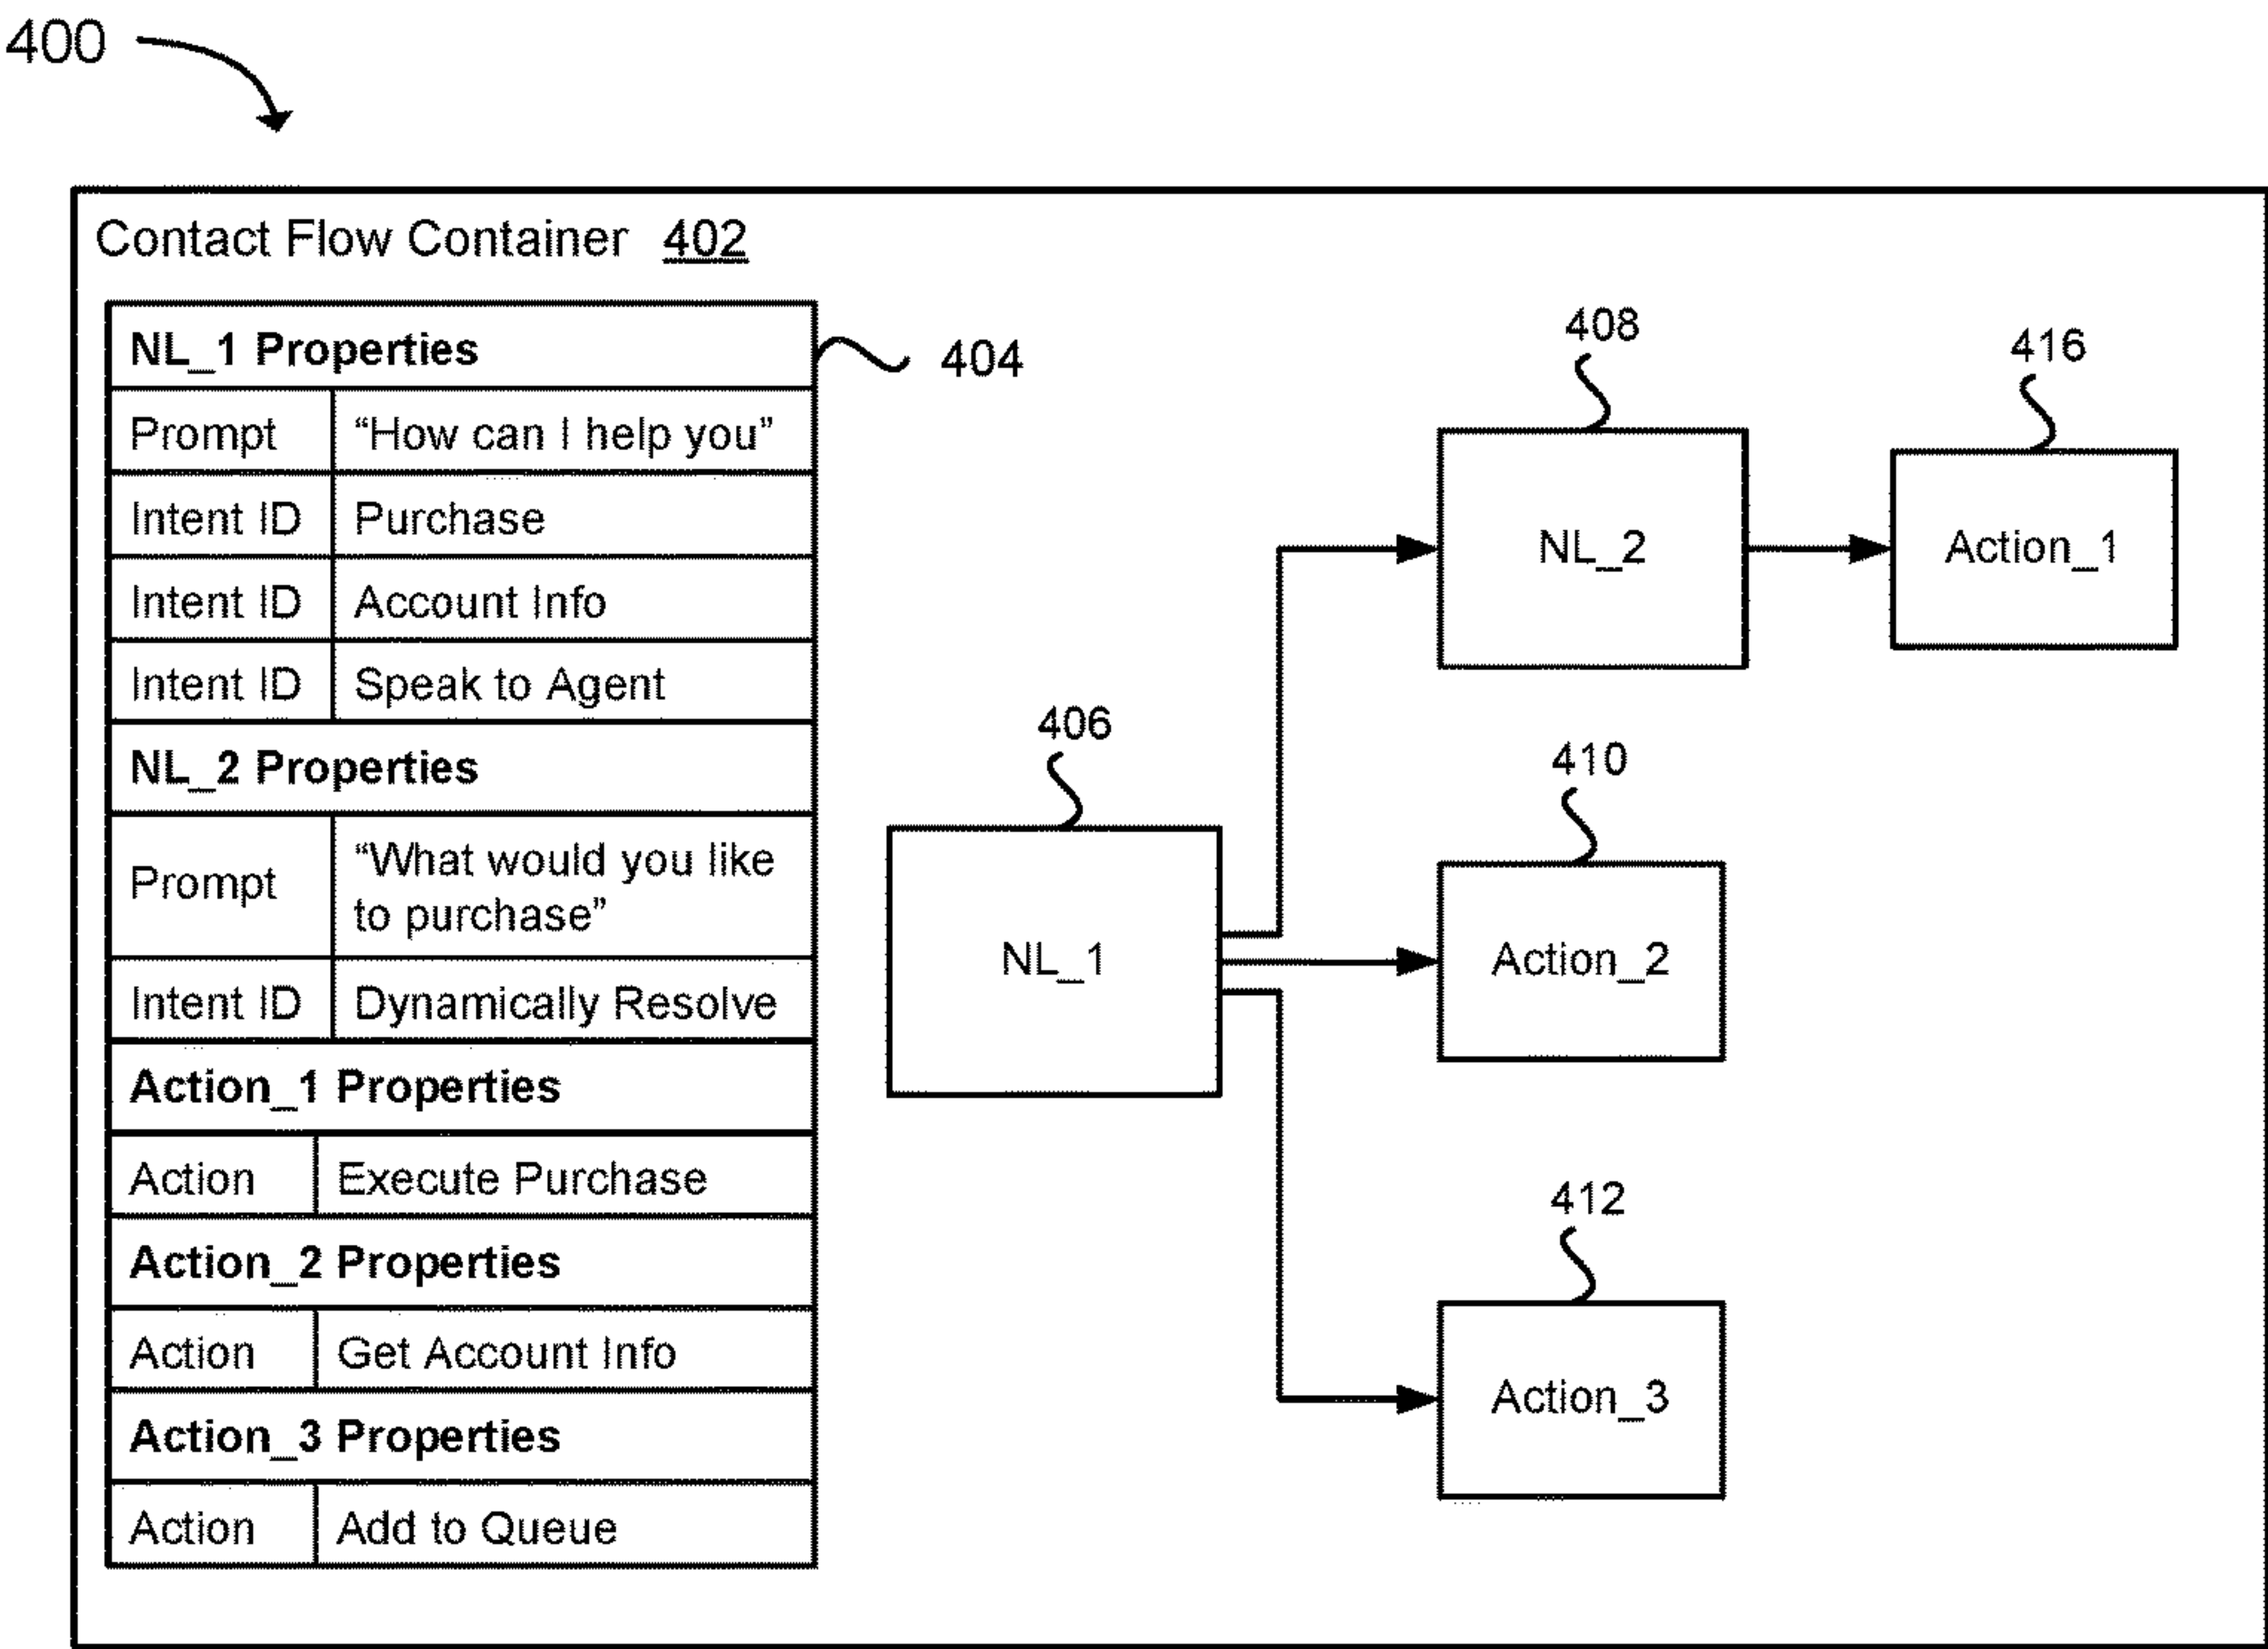 400
Contact Flow Container 402
NL_1 Properties
Prompt "How can I help you"
Intent ID Purchase
Intent ID Account Info
Intent ID Speak to Agent
NL_2 Properties
Prompt "What would you like
to purchase"
Intent ID Dynamically Resolve
Action_1 Properties
Action Execute Purchase
Action_2 Properties
Action Get Account Info
Action_3 Properties
Action Add to Queue
404
406
NL_1
408
NL_2
416
Action_1
410
Action_2
412
Action_3